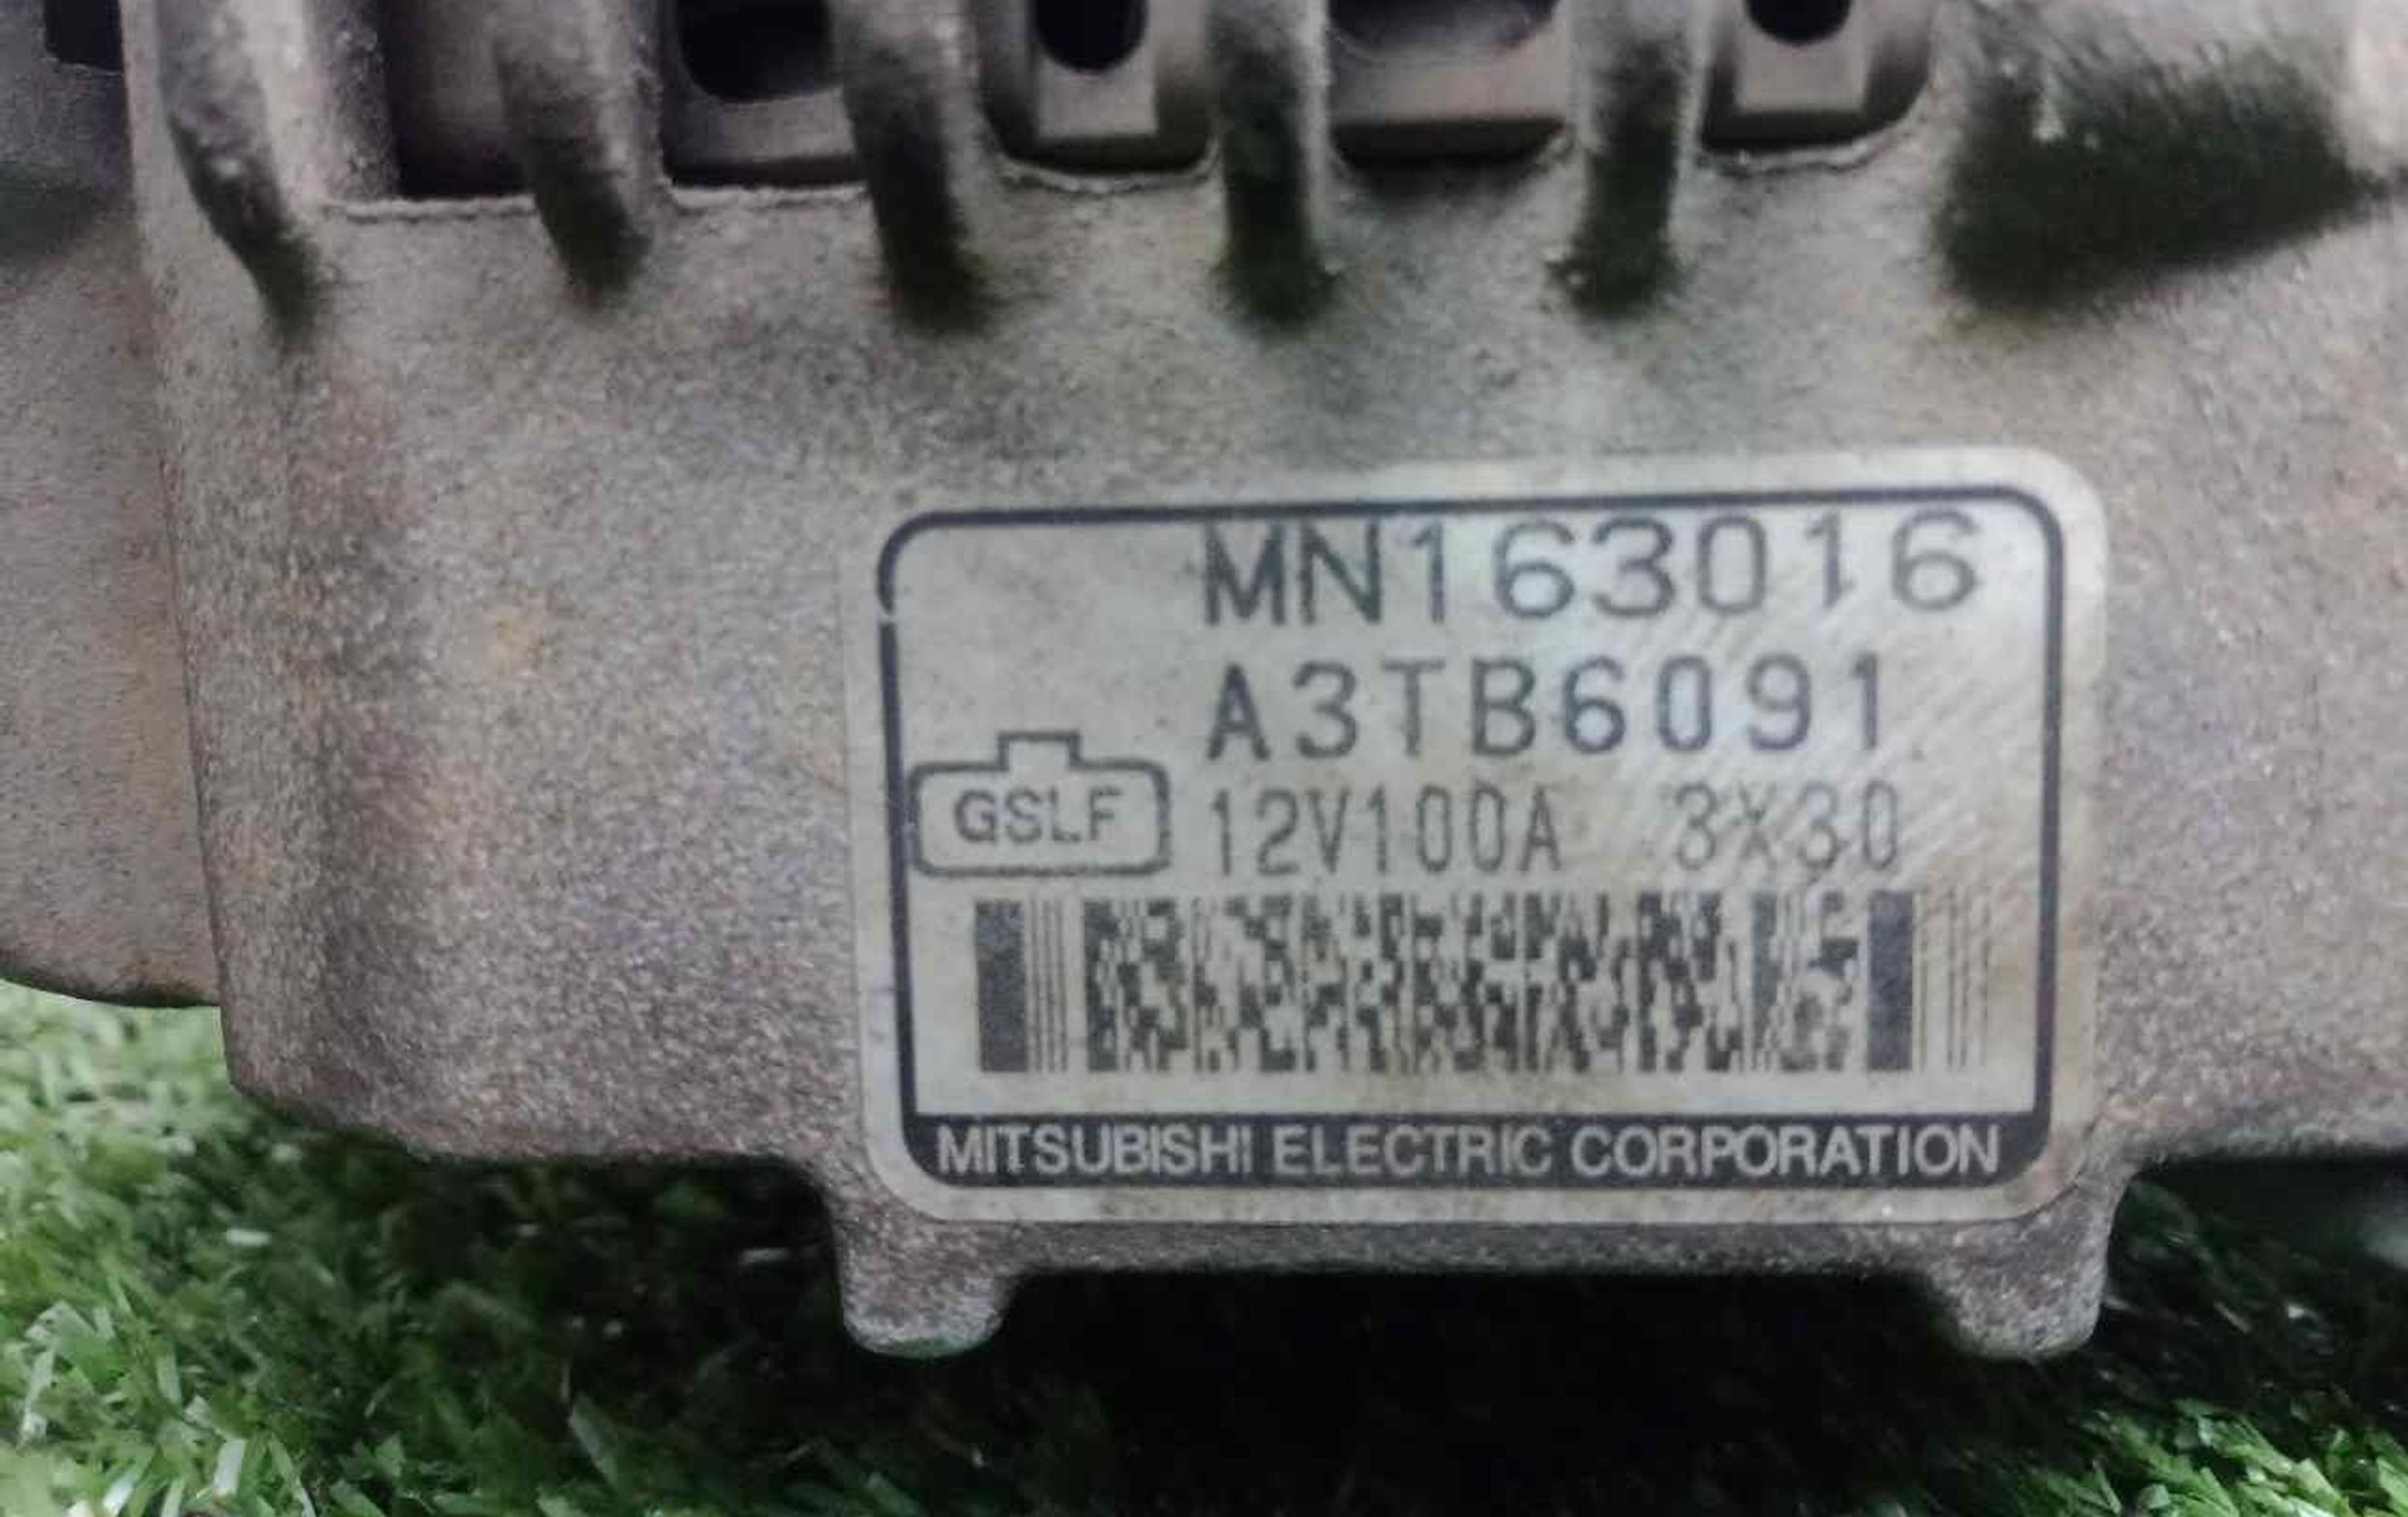 MN163016
A3TB6091
GSLF 12V100A 3X30
MITSUBISHI ELECTRIC CORPORATION